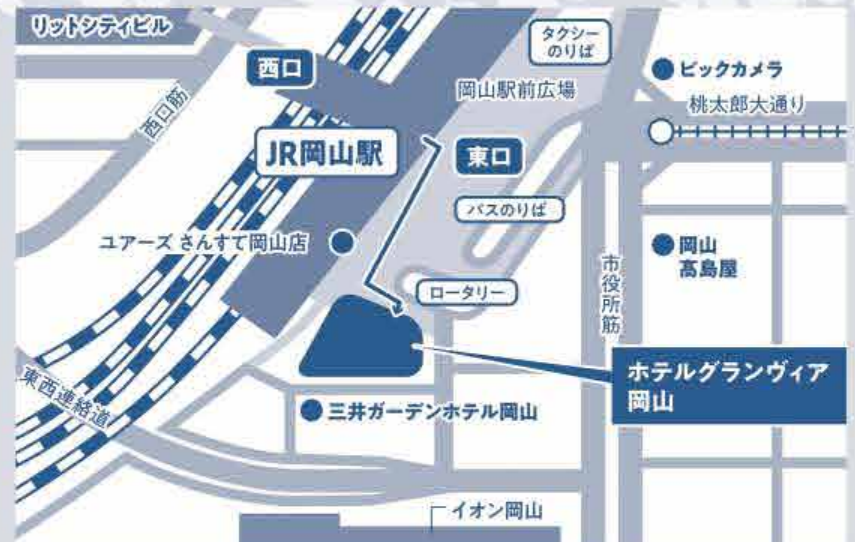 リットシティビル
タクシー
のりば
西口
ビックカメラ
岡山駅前広場
桃太郎大通り
西口筋
JR岡山駅
東口
バスのりば
ユアーズ さんすて岡山店
岡山
髙島屋
市役所筋
ロータリー
ホテルグランヴィア
岡山
東西連絡道
三井ガーデンホテル岡山
イオン岡山